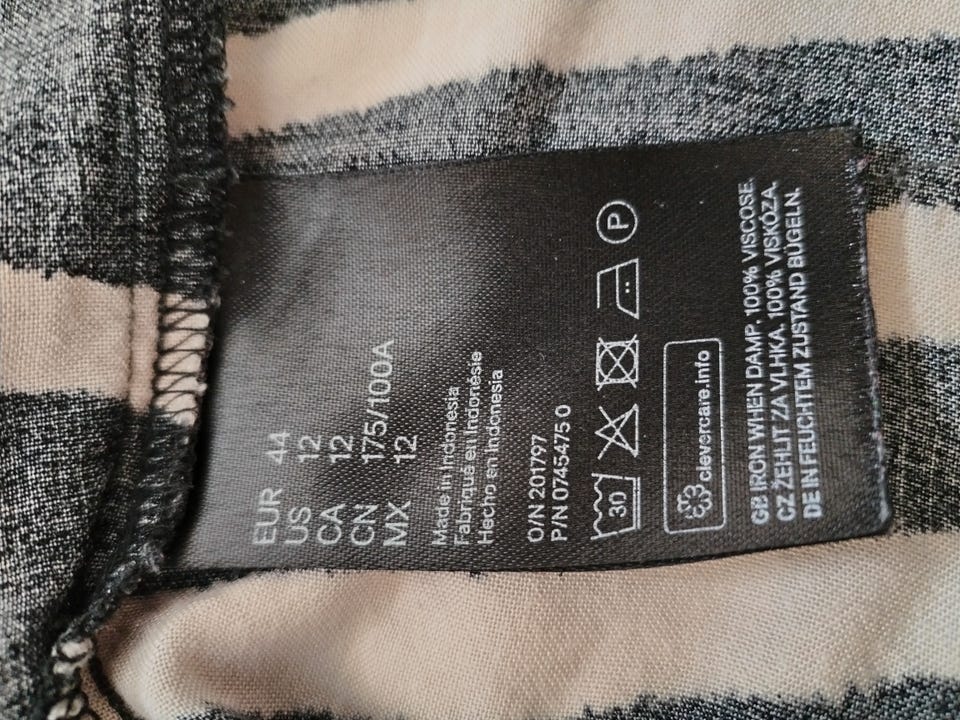 EUR 44
US 12
CA 12
CN 175/100A
MX 12
Made in Indonesia
Fabriqué en Indonésie
Hecho en Indonesia
O/N 201797
P/N 0745475 0
30 P
clevercare.info
GB IRON WHEN DAMP. 100% VISCOSE.
CZ ŽEHLIT ZA VLHKA. 100% VISKÓZA.
DE IN FEUCHTEM ZUSTAND BÜGELN.